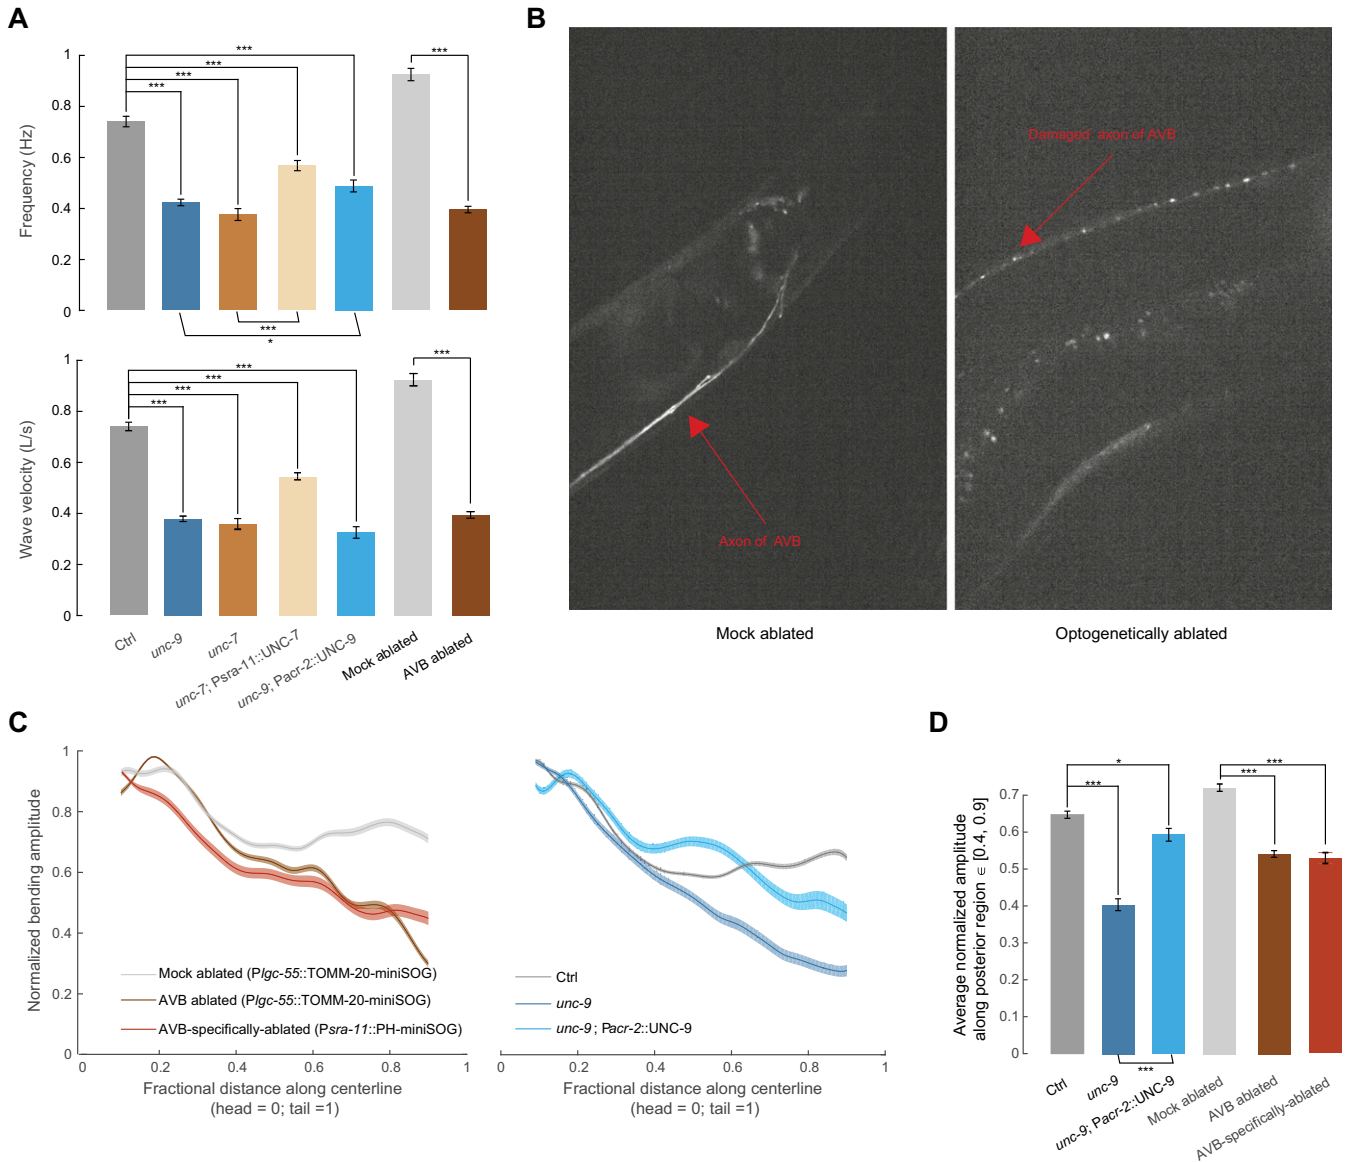 A
Frequency (Hz)
1
0.8
0.6
0.4
0.2
0
***
***
***
***
***
***
*
Wave velocity (L/s)
1
0.8
0.6
0.4
0.2
0
***
***
***
***
***
Ctrl
unc-9
unc-7
unc-7; Psra-11::UNC-7
unc-9; Pacr-2::UNC-9
Mock ablated
AVB ablated
B
Axon of AVB
Damaged axon of AVB
Mock ablated
Optogenetically ablated
C
Normalized bending amplitude
1
0.8
0.6
0.4
0.2
0
Mock ablated (Plgc-55::TOMM-20-miniSOG)
AVB ablated (Plgc-55::TOMM-20-miniSOG)
AVB-specifically-ablated (Psra-11::PH-miniSOG)
0 0.2 0.4 0.6 0.8 1
Fractional distance along centerline
(head = 0; tail =1)
Ctrl
unc-9
unc-9; Pacr-2::UNC-9
0 0.2 0.4 0.6 0.8 1
Fractional distance along centerline
(head = 0; tail =1)
D
Average normalized amplitude
along posterior region ∈ [0.4, 0.9]
0.7
0.6
0.5
0.4
0.3
0.2
0.1
0
*
***
***
***
***
Ctrl
unc-9
unc-9; Pacr-2::UNC-9
Mock ablated
AVB ablated
AVB-specifically-ablated